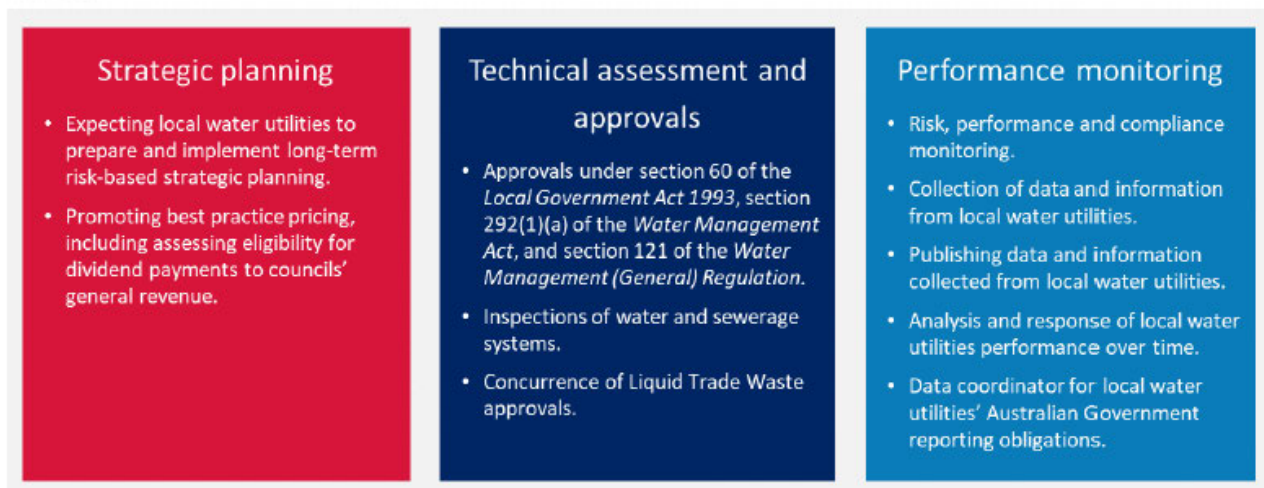 Strategic planning
• Expecting local water utilities to
prepare and implement long-term
risk-based strategic planning.
• Promoting best practice pricing,
including assessing eligibility for
dividend payments to councils’
general revenue.
Technical assessment and
approvals
• Approvals under section 60 of the
Local Government Act 1993, section
292(1)(a) of the Water Management
Act, and section 121 of the Water
Management (General) Regulation.
• Inspections of water and sewerage
systems.
• Concurrence of Liquid Trade Waste
approvals.
Performance monitoring
• Risk, performance and compliance
monitoring.
• Collection of data and information
from local water utilities.
• Publishing data and information
collected from local water utilities.
• Analysis and response of local water
utilities performance over time.
• Data coordinator for local water
utilities’ Australian Government
reporting obligations.